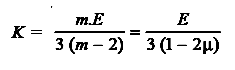 K = m.E / 3 (m – 2) = E / 3 (1 – 2μ)